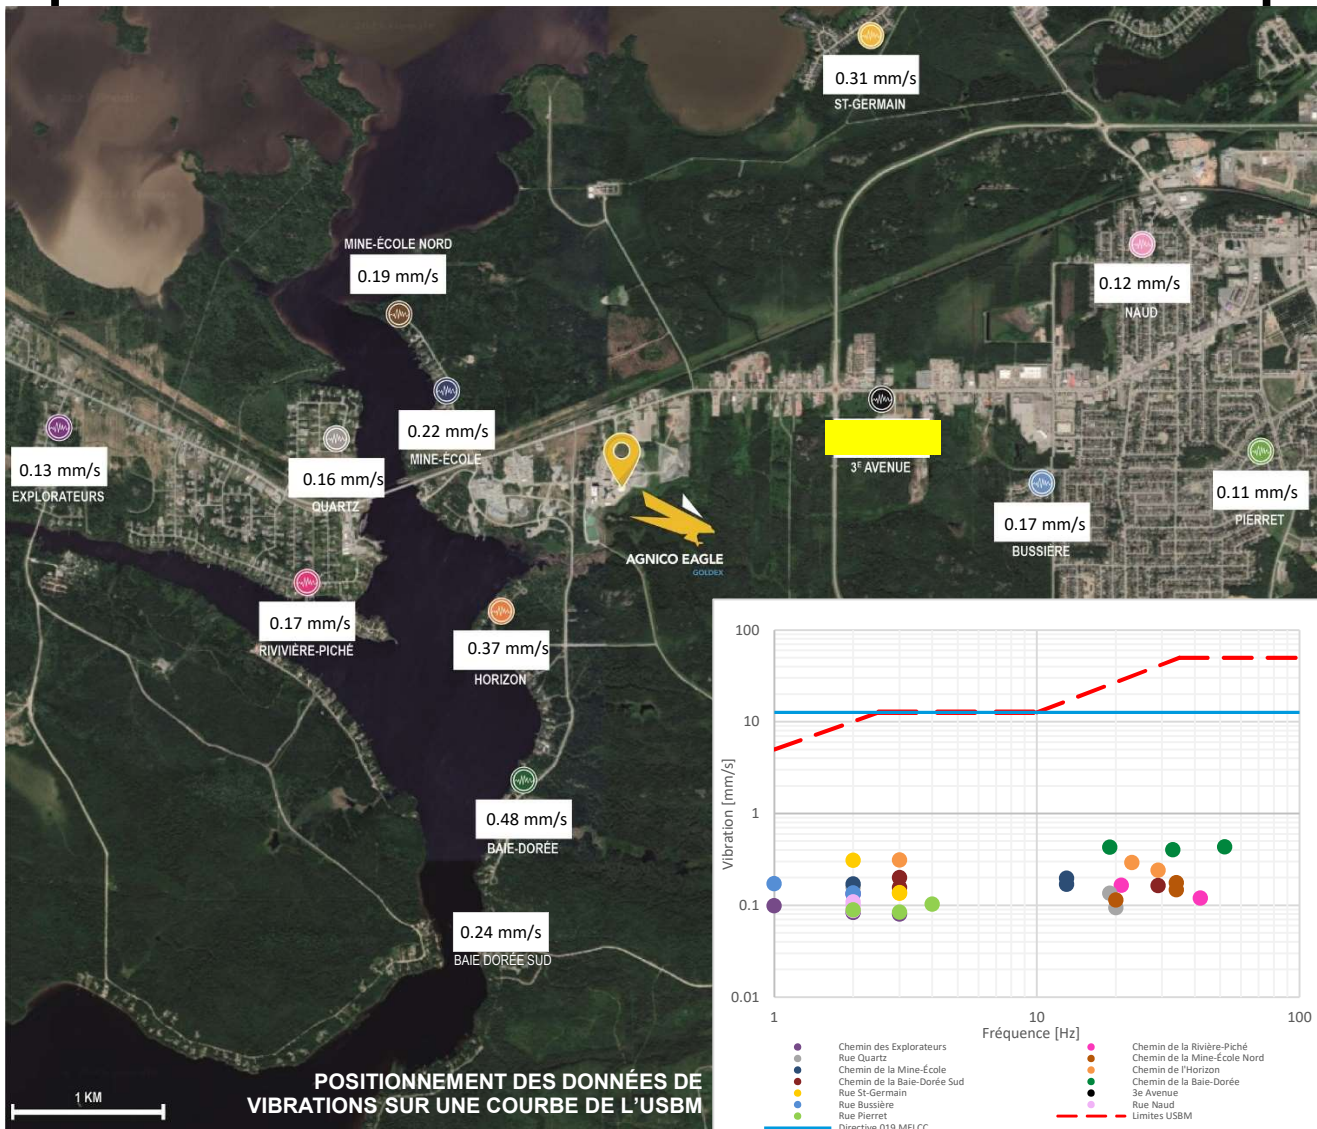 0.31 mm/s
ST-GERMAIN
MINE-ÉCOLE NORD
0.19 mm/s
0.12 mm/s
NAUD
0.22 mm/s
MINE-ÉCOLE
0.13 mm/s
EXPLORATEURS
0.16 mm/s
QUARTZ
3E AVENUE
0.11 mm/s
PIERRET
0.17 mm/s
BUSSIÈRE
AGNICO EAGLE
GOLDEX
0.17 mm/s
RIVIVIÈRE-PICHÉ
0.37 mm/s
HORIZON
0.48 mm/s
BAIE-DORÉE
0.24 mm/s
BAIE DORÉE SUD
POSITIONNEMENT DES DONNÉES DE
VIBRATIONS SUR UNE COURBE DE L'USBM
1 KM
100
10
1
0.1
0.01
Vibration [mm/s]
1
10
100
Fréquence [Hz]
Chemin des Explorateurs
Rue Quartz
Chemin de la Mine-École
Chemin de la Baie-Dorée Sud
Rue St-Germain
Rue Bussière
Rue Pierret
Directive 019 MELCC
Chemin de la Rivière-Piché
Chemin de la Mine-École Nord
Chemin de l'Horizon
Chemin de la Baie-Dorée
3e Avenue
Rue Naud
Limites USBM